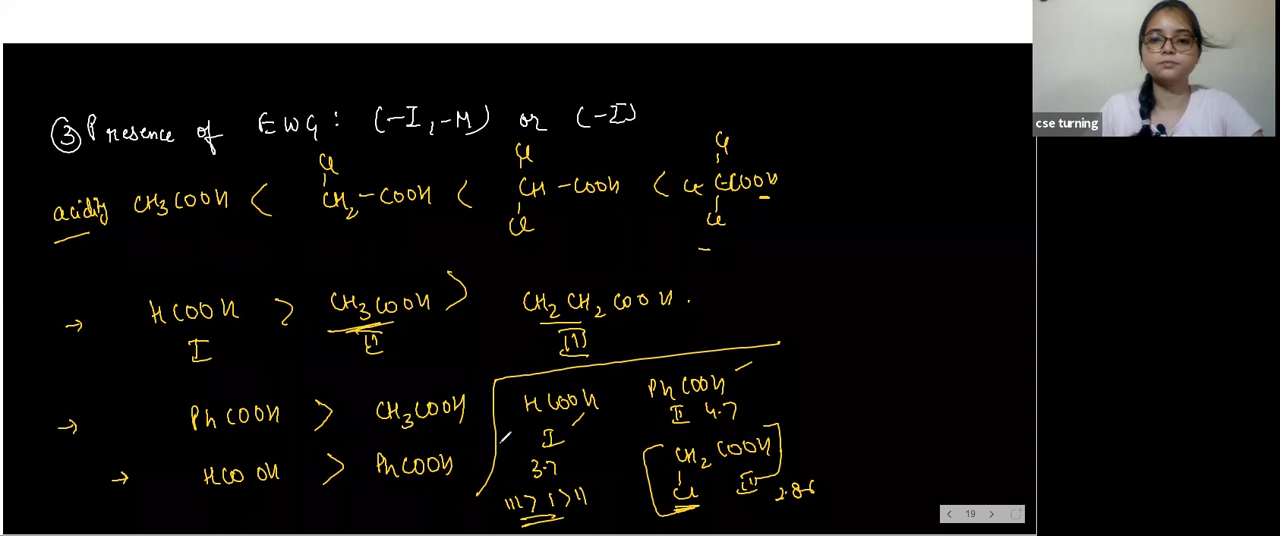 ③ Presence of EWG : (-I, -M) or (-I)
acidity CH3COOH < CH2-COOH < CH-COOH < Cl C-COOH
Cl
Cl
Cl
Cl
Cl
→ HCOOH > CH3COOH > CH2CH2COOH.
I II III
→ PhCOOH > CH3COOH
→ HCOOH > PhCOOH
HCOOH PhCOOH
I II 4.7
3.7 CH2COOH
III > I > II Cl III 2.86
cse turning
19